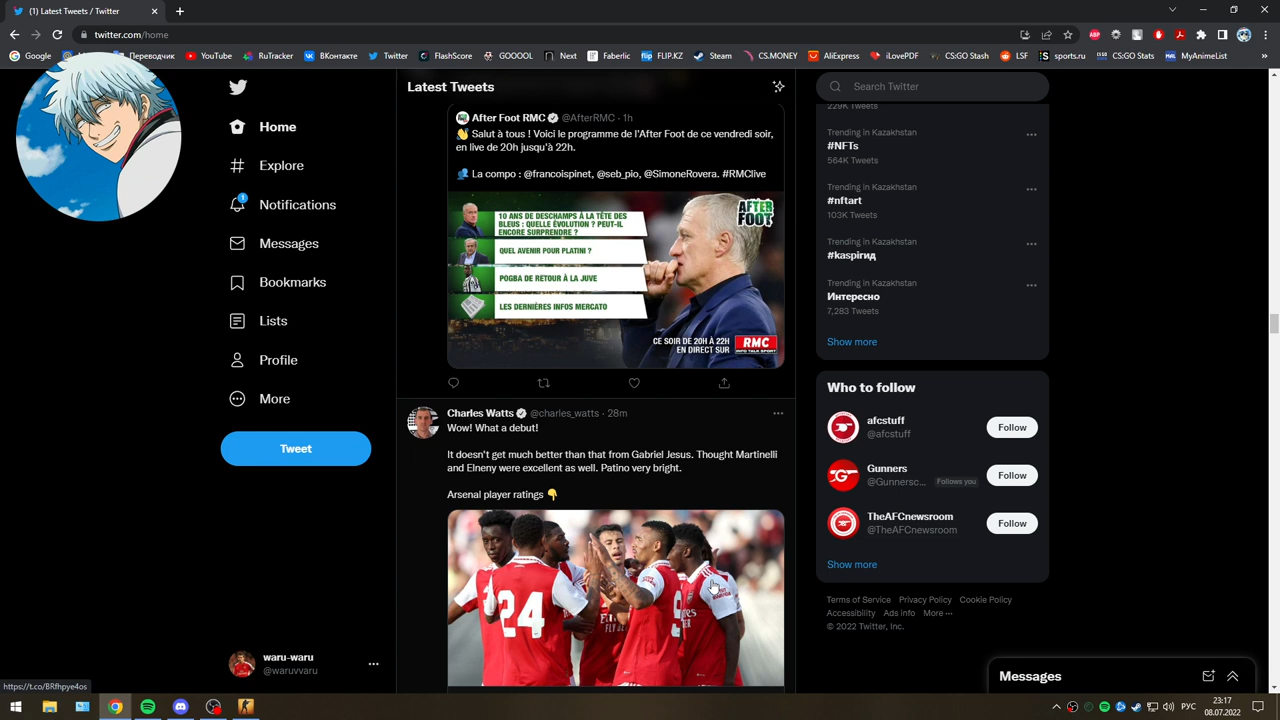 (1) Latest Tweets / Twitter
twitter.com/home
Google
Переводчик
YouTube
RuTracker
ВКонтакте
Twitter
FlashScore
GOOOOL
Next
Faberlic
FLIP.KZ
Steam
CS.MONEY
AliExpress
iLovePDF
CS:GO Stash
LSF
sports.ru
CS:GO Stats
MyAnimeList
Home
Explore
1
Notifications
Messages
Bookmarks
Lists
Profile
More
Tweet
waru-waru
@waruvvaru
Latest Tweets
After Foot RMC @AfterRMC · 1h
👋 Salut à tous ! Voici le programme de l'After Foot de ce vendredi soir,
en live de 20h jusqu'à 22h.
👤 La compo : @francoispinet, @seb_pio, @SimoneRovera. #RMClive
AFTER
FOOT
10 ANS DE DESCHAMPS À LA TÊTE DES
BLEUS : QUELLE ÉVOLUTION ? PEUT-IL
ENCORE SURPRENDRE ?
QUEL AVENIR POUR PLATINI ?
POGBA DE RETOUR À LA JUVE
LES DERNIÈRES INFOS MERCATO
CE SOIR DE 20H À 22H
EN DIRECT SUR
RMC
INFO TALK SPORT
Charles Watts @charles_watts · 28m
Wow! What a debut!
It doesn't get much better than that from Gabriel Jesus. Thought Martinelli
and Elneny were excellent as well. Patino very bright.
Arsenal player ratings 👇
24
9
Search Twitter
229K Tweets
Trending in Kazakhstan
#NFTs
564K Tweets
Trending in Kazakhstan
#nftart
103K Tweets
Trending in Kazakhstan
#kaspiгид
Trending in Kazakhstan
Интересно
7,283 Tweets
Show more
Who to follow
afcstuff
@afcstuff
Follow
Gunners
@Gunnersc... Follows you
Follow
TheAFCnewsroom
@TheAFCnewsroom
Follow
Show more
Terms of Service Privacy Policy Cookie Policy
Accessibility Ads info More ···
© 2022 Twitter, Inc.
Messages
https://t.co/BRfhpye4os
РУС
23:17
08.07.2022